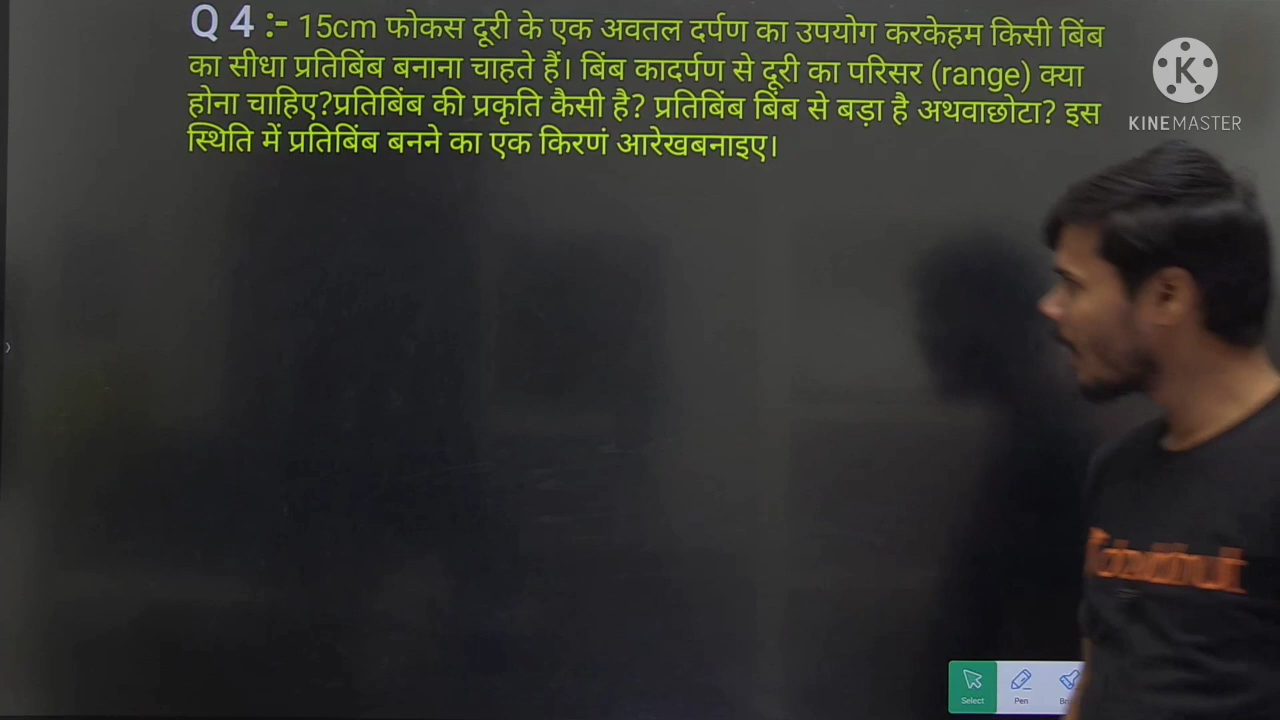 Q 4 :- 15cm फोकस दूरी के एक अवतल दर्पण का उपयोग करकेहम किसी बिंब
का सीधा प्रतिबिंब बनाना चाहते हैं। बिंब कादर्पण से दूरी का परिसर (range) क्या
होना चाहिए?प्रतिबिंब की प्रकृति कैसी है? प्रतिबिंब बिंब से बड़ा है अथवाछोटा? इस
स्थिति में प्रतिबिंब बनने का एक किरणं आरेखबनाइए।
K
KINEMASTER
Select
Pen